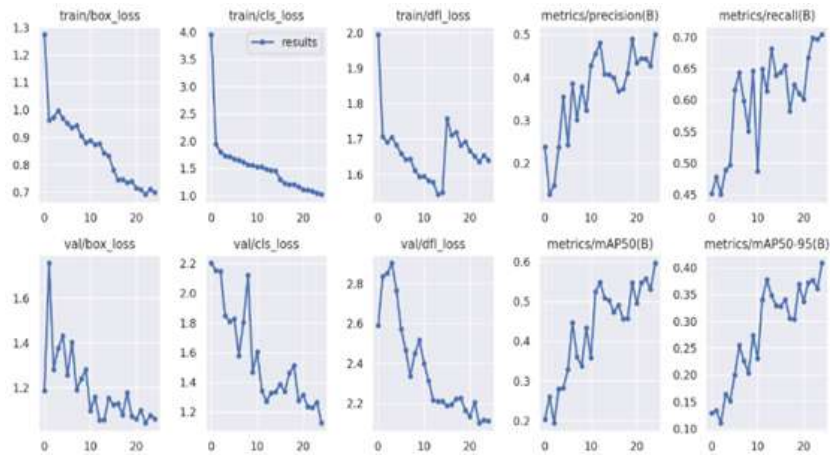 train/box_loss
train/cls_loss
train/dfl_loss
metrics/precision(B)
metrics/recall(B)
1.3
1.2
1.1
1.0
0.9
0.8
0.7
0 10 20
4.0
3.5
3.0
2.5
2.0
1.5
1.0
results
0 10 20
2.0
1.9
1.8
1.7
1.6
0 10 20
0.5
0.4
0.3
0.2
0 10 20
0.70
0.65
0.60
0.55
0.50
0.45
0 10 20
val/box_loss
val/cls_loss
val/dfl_loss
metrics/mAP50(B)
metrics/mAP50-95(B)
1.6
1.4
1.2
0 10 20
2.2
2.0
1.8
1.6
1.4
1.2
0 10 20
2.8
2.6
2.4
2.2
0 10 20
0.6
0.5
0.4
0.3
0.2
0 10 20
0.40
0.35
0.30
0.25
0.20
0.15
0.10
0 10 20